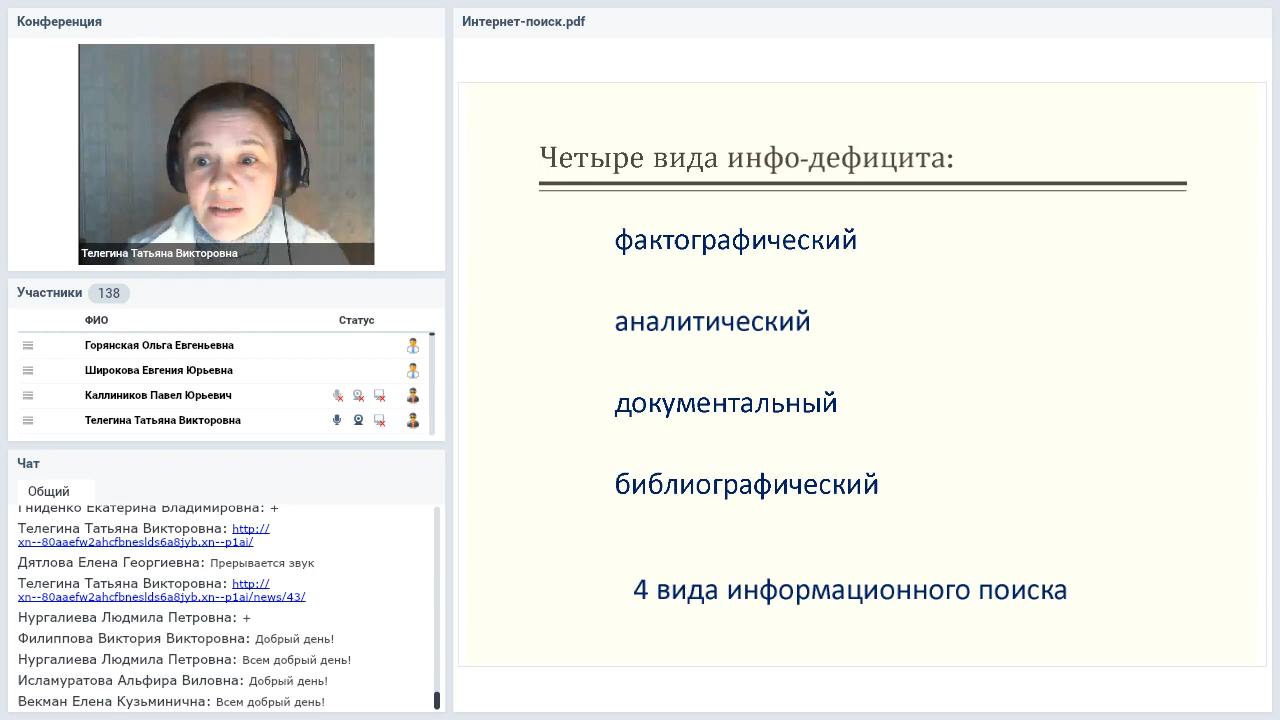 Конференция
Телегина Татьяна Викторовна
Участники 138
ФИО Статус
Горянская Ольга Евгеньевна
Широкова Евгения Юрьевна
Каллиников Павел Юрьевич
Телегина Татьяна Викторовна
Чат
Общий
Гниденко Екатерина Владимировна: +
Телегина Татьяна Викторовна: http://
xn--80aaefw2ahcfbneslds6a8jyb.xn--p1ai/
Дятлова Елена Георгиевна: Прерывается звук
Телегина Татьяна Викторовна: http://
xn--80aaefw2ahcfbneslds6a8jyb.xn--p1ai/news/43/
Нургалиева Людмила Петровна: +
Филиппова Виктория Викторовна: Добрый день!
Нургалиева Людмила Петровна: Всем добрый день!
Исламуратова Альфира Виловна: Добрый день!
Векман Елена Кузьминична: Всем добрый день!
Интернет-поиск.pdf
Четыре вида инфо-дефицита:
фактографический
аналитический
документальный
библиографический
4 вида информационного поиска